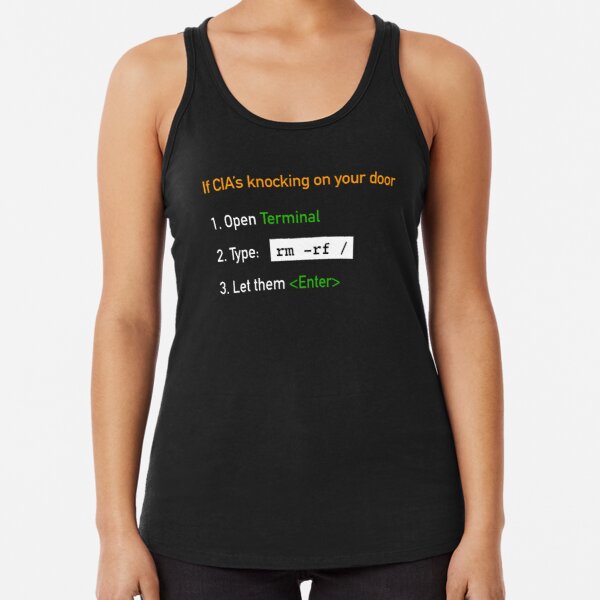 If CIA's knocking on your door
1. Open Terminal
2. Type: rm -rf /
3. Let them <Enter>